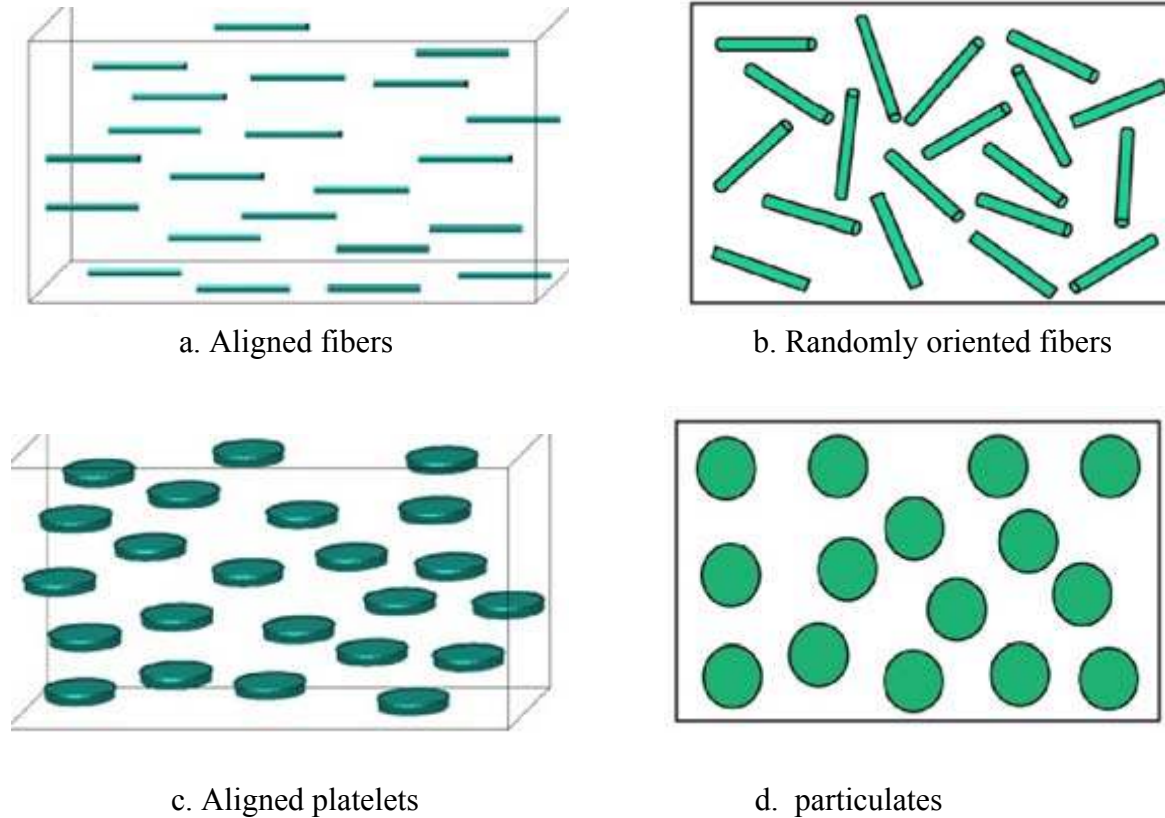 a. Aligned fibers
b. Randomly oriented fibers
c. Aligned platelets
d. particulates